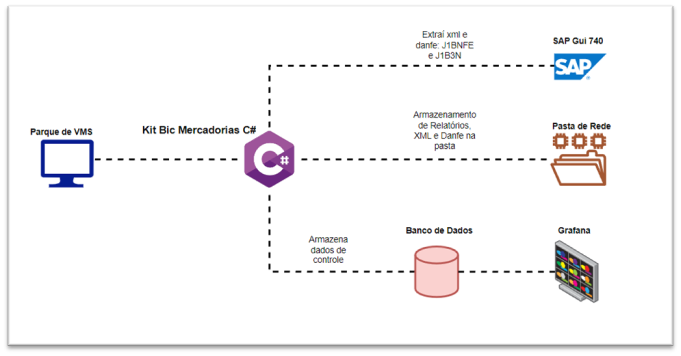 Extraí xml e
danfe: J1BNFE
e J1B3N
SAP Gui 740
SAP
Parque de VMS
Kit Bic Mercadorias C#
C#
Armazenamento
de Relatórios,
XML e Danfe na
pasta
Pasta de Rede
Armazena
dados de
controle
Banco de Dados
Grafana